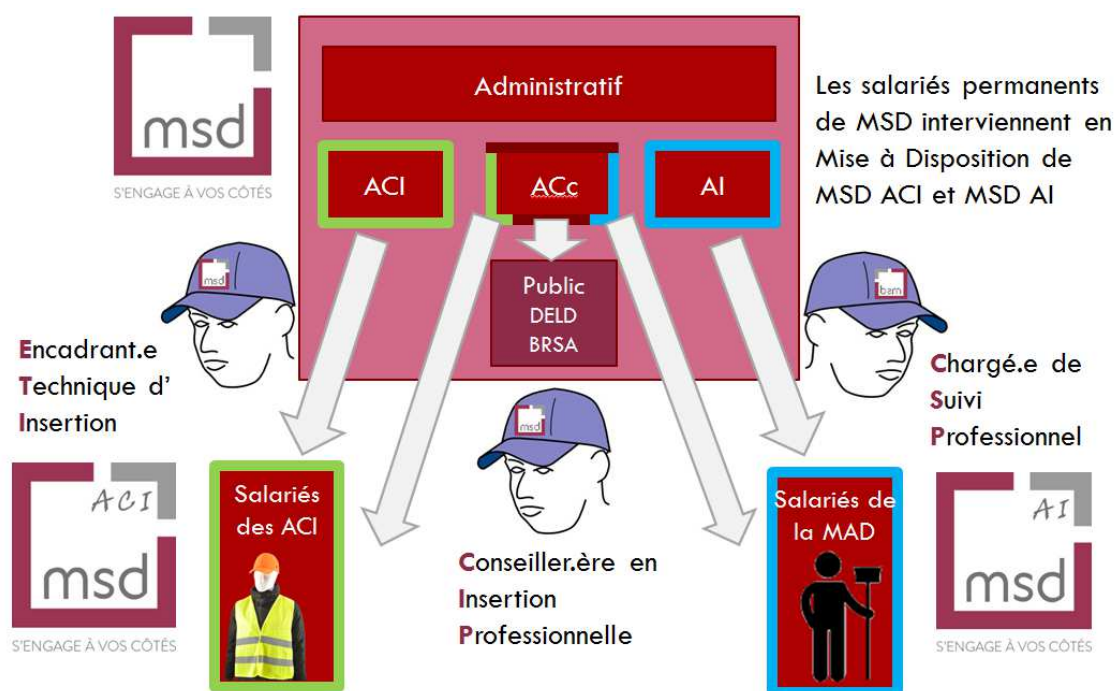 msd
S'ENGAGE À VOS CÔTÉS
Administratif
ACI
ACc
AI
Public
DELD
BRSA
Les salariés permanents
de MSD interviennent en
Mise à Disposition de
MSD ACI et MSD AI
msd
bam
Encadrant.e
Technique d'
Insertion
msd
Chargé.e de
Suivi
Professionnel
ACI
msd
S'ENGAGE À VOS CÔTÉS
Salariés
des ACI
Conseiller.ère en
Insertion
Professionnelle
Salariés de
la MAD
AI
msd
S'ENGAGE À VOS CÔTÉS